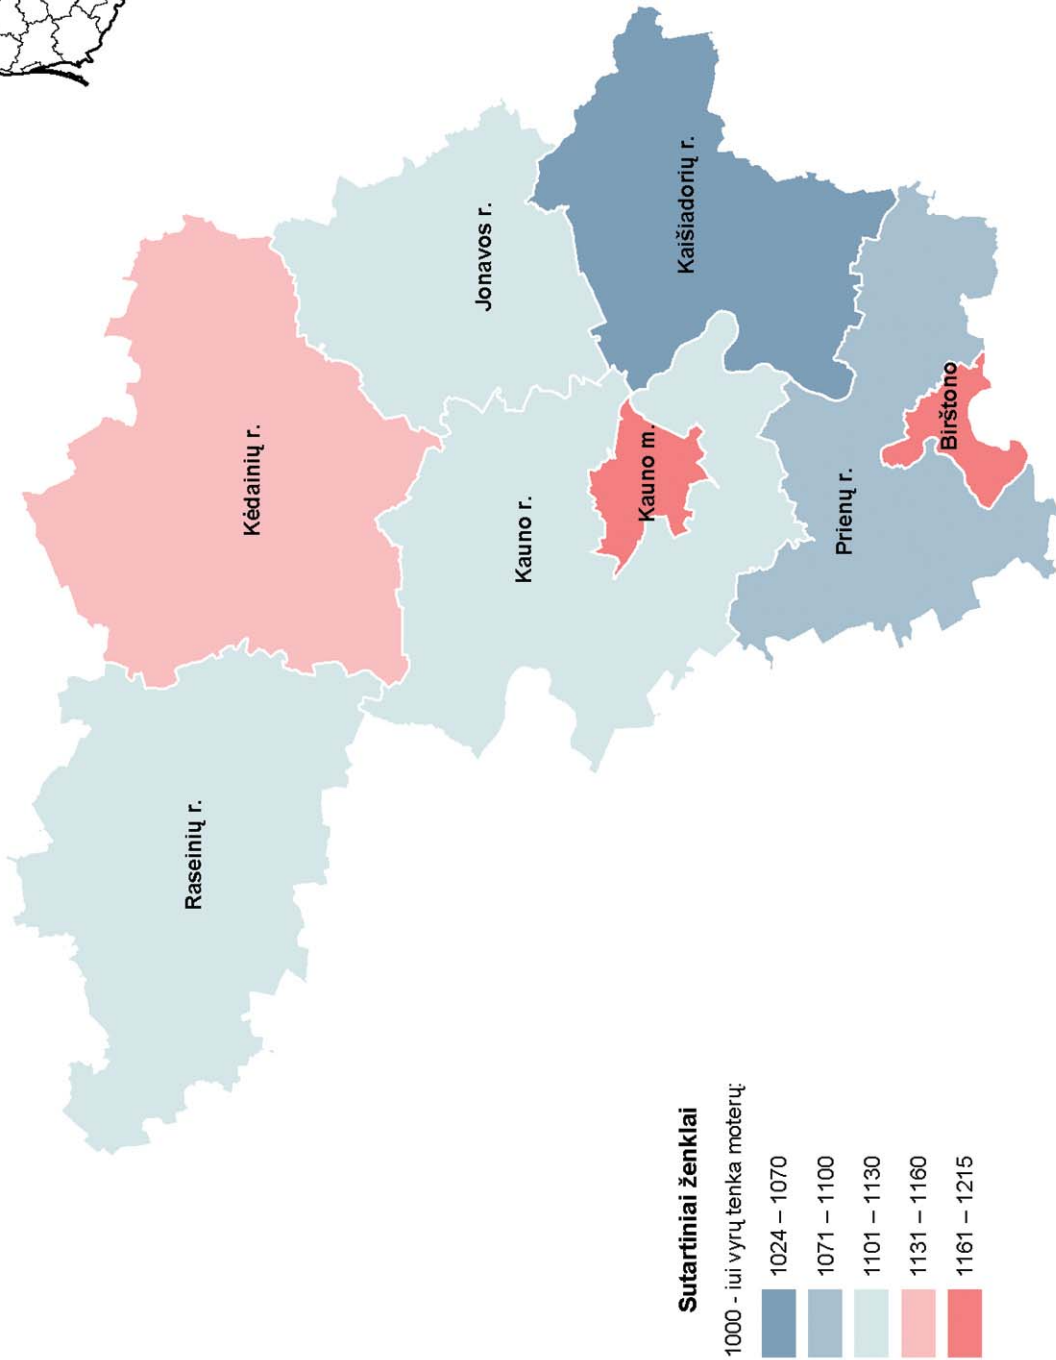 Raseinių r.
Kėdainių r.
Jonavos r.
Kauno r.
Kauno m.
Kaišiadorių r.
Prienų r.
Birštono
Sutartiniai ženklai
1000 - iui vyrų tenka moterų:
1024 – 1070
1071 – 1100
1101 – 1130
1131 – 1160
1161 – 1215